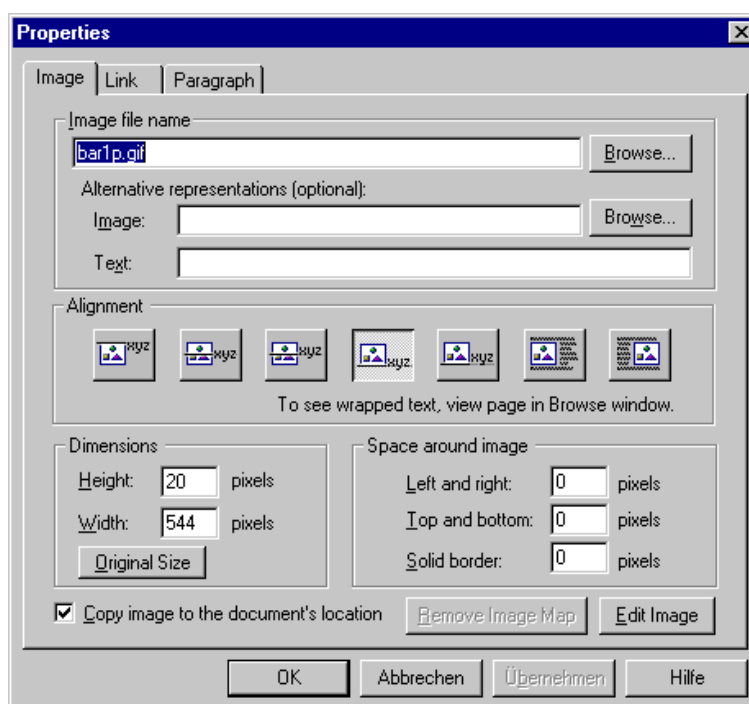 Properties
Image Link Paragraph
Image file name
bar1p.gif Browse...
Alternative representations (optional):
Image: Browse...
Text:
Alignment
xyz xyz xyz xyz xyz
To see wrapped text, view page in Browse window.
Dimensions Space around image
Height: 20 pixels Left and right: 0 pixels
Width: 544 pixels Top and bottom: 0 pixels
Original Size Solid border: 0 pixels
Copy image to the document's location Remove Image Map Edit Image
OK Abbrechen Übernehmen Hilfe